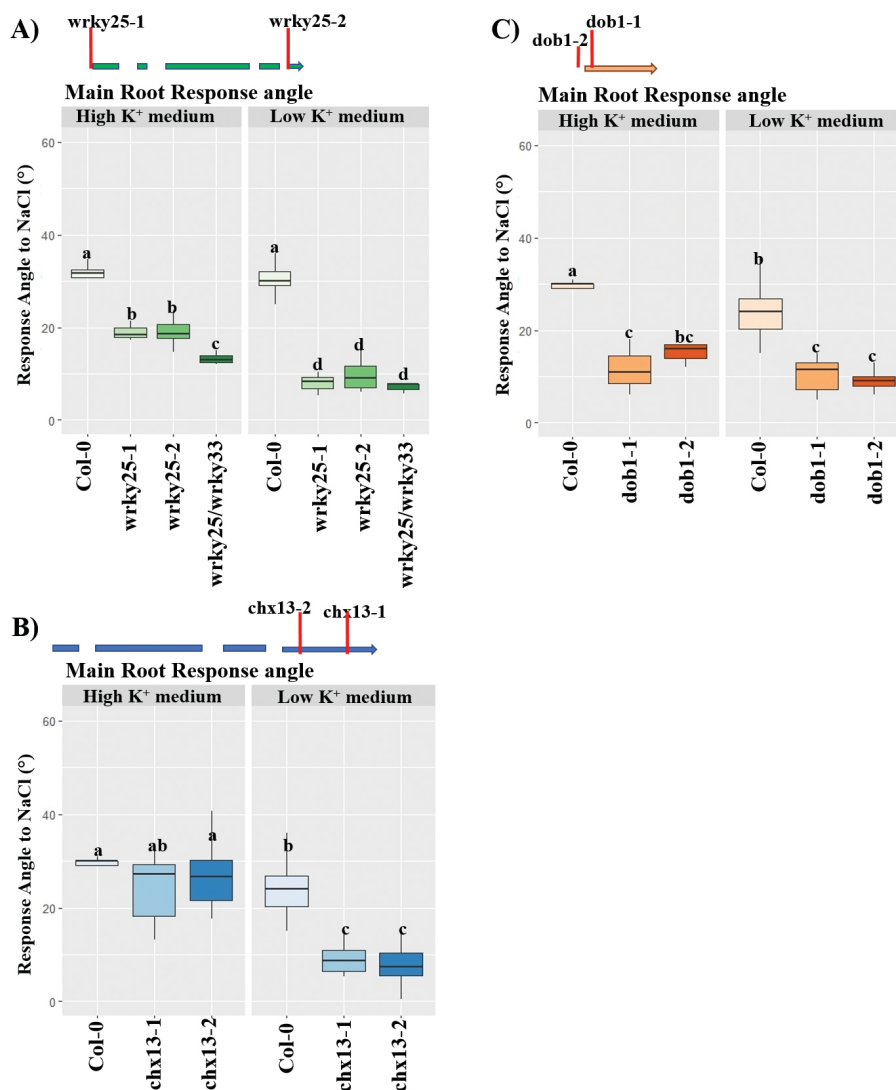 A)
wrky25-1
wrky25-2
Main Root Response angle
High K⁺ medium
Low K⁺ medium
Response Angle to NaCl (°)
60
40
20
0
a
b
b
c
a
d
d
d
Col-0
wrky25-1
wrky25-2
wrky25/wrky33
Col-0
wrky25-1
wrky25-2
wrky25/wrky33
C)
dob1-1
dob1-2
Main Root Response angle
High K⁺ medium
Low K⁺ medium
Response Angle to NaCl (°)
60
40
20
0
a
c
bc
b
c
c
Col-0
dob1-1
dob1-2
Col-0
dob1-1
dob1-2
B)
chx13-2
chx13-1
Main Root Response angle
High K⁺ medium
Low K⁺ medium
Response Angle to NaCl (°)
60
40
20
0
a
ab
a
b
c
c
Col-0
chx13-1
chx13-2
Col-0
chx13-1
chx13-2